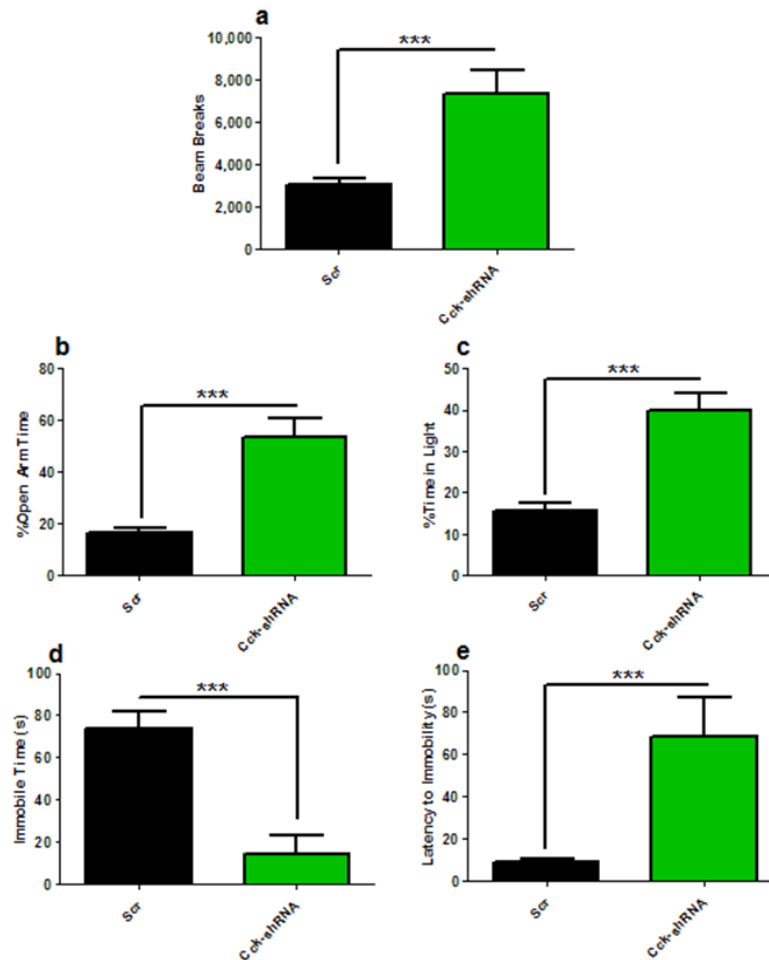 a
***
10,000
8,000
6,000
4,000
2,000
0
Beam Breaks
Scr
Cck-shRNA
b
***
80
60
40
20
0
%Open Arm Time
Scr
Cck-shRNA
c
***
50
40
30
20
10
0
%Time in Light
Scr
Cck-shRNA
d
***
100
80
60
40
20
0
Immobile Time (s)
Scr
Cck-shRNA
e
***
100
80
60
40
20
0
Latency to Immobility (s)
Scr
Cck-shRNA